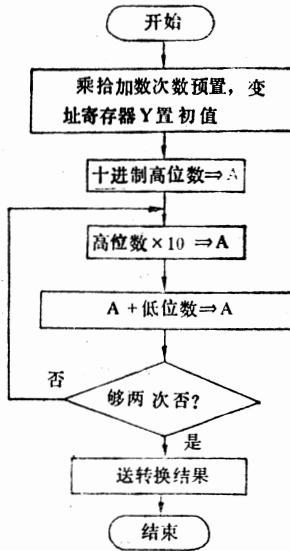 开始
乘拾加数次数预置，变
址寄存器Y置初值
十进制高位数⇒A
高位数×10 ⇒A
A+低位数⇒A
否
够两次否?
是
送转换结果
结束